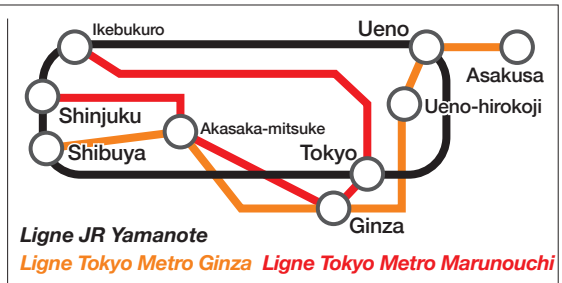 Ikebukuro
Ueno
Asakusa
Shinjuku
Ueno-hirokoji
Akasaka-mitsuke
Shibuya
Tokyo
Ginza
Ligne JR Yamanote
Ligne Tokyo Metro Ginza Ligne Tokyo Metro Marunouchi